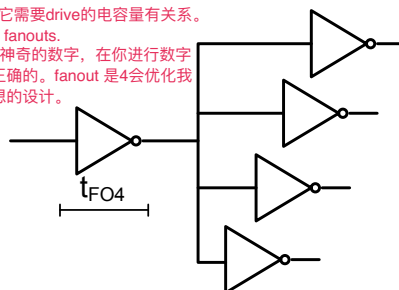 它需要drive的电容量有关系。
fanouts.
神奇的数字，在你进行数字
正确的。fanout 是4会优化我
想的设计。
tFO4